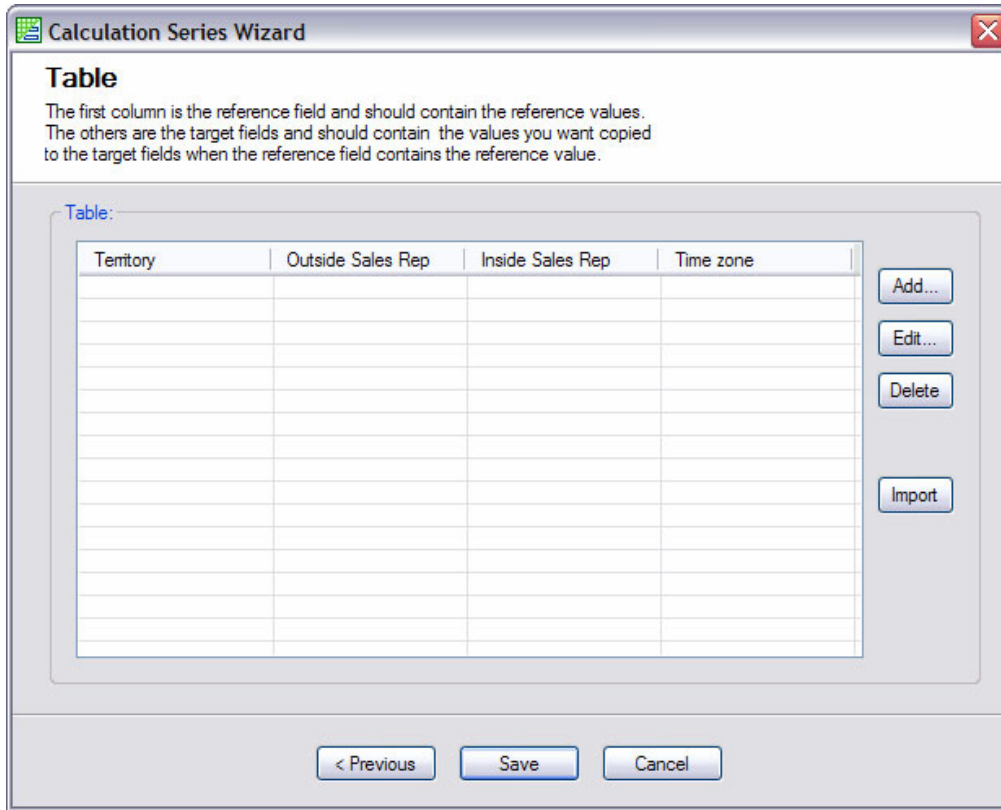 Calculation Series Wizard
Table
The first column is the reference field and should contain the reference values.
The others are the target fields and should contain the values you want copied
to the target fields when the reference field contains the reference value.
Table:
Territory Outside Sales Rep Inside Sales Rep Time zone
Add...
Edit...
Delete
Import
< Previous Save Cancel